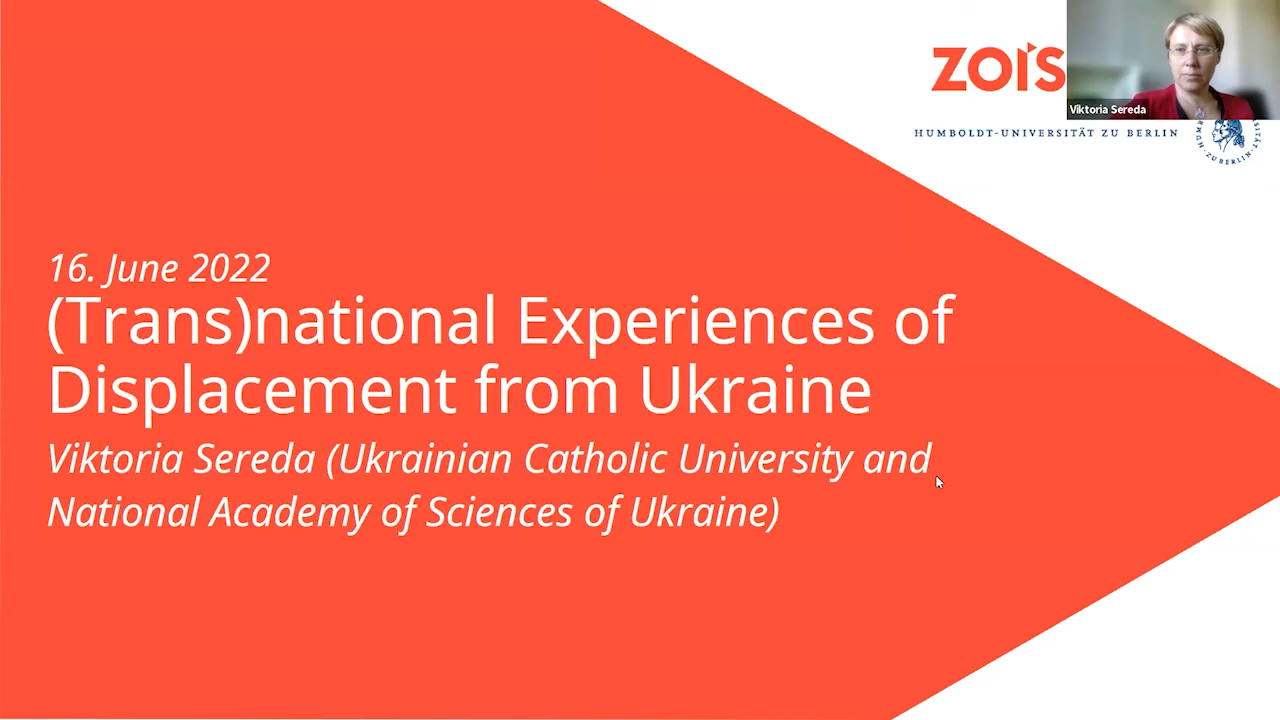 ZOiS
Viktoria Sereda
HUMBOLDT-UNIVERSITÄT ZU BERLIN
16. June 2022
(Trans)national Experiences of
Displacement from Ukraine
Viktoria Sereda (Ukrainian Catholic University and
National Academy of Sciences of Ukraine)